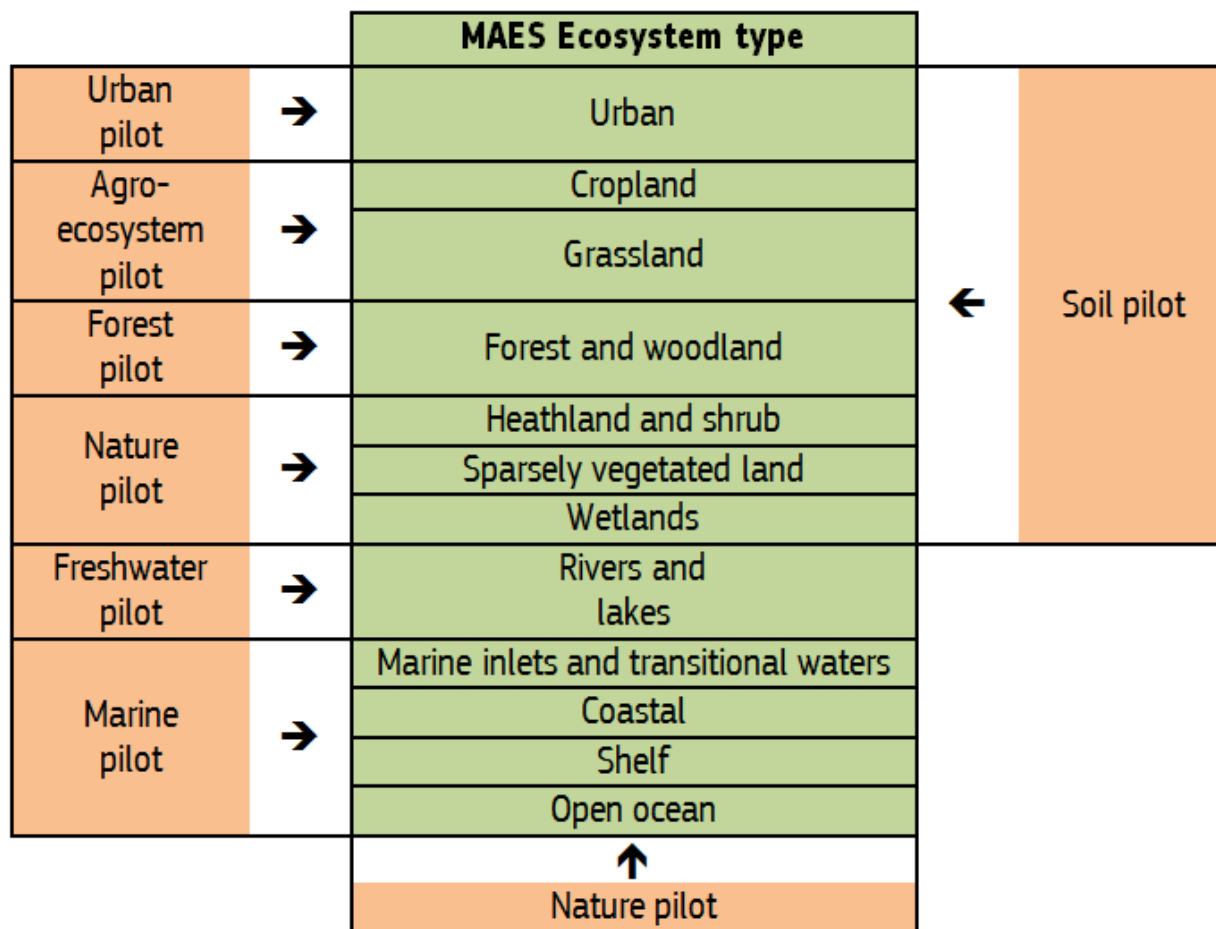 MAES Ecosystem type
Urban
pilot
➔
Urban
Agro-
ecosystem
pilot
➔
Cropland
Grassland
Forest
pilot
➔
Forest and woodland
Nature
pilot
➔
Heathland and shrub
Sparsely vegetated land
Wetlands
Freshwater
pilot
➔
Rivers and
lakes
Marine
pilot
➔
Marine inlets and transitional waters
Coastal
Shelf
Open ocean
Soil pilot
Nature pilot